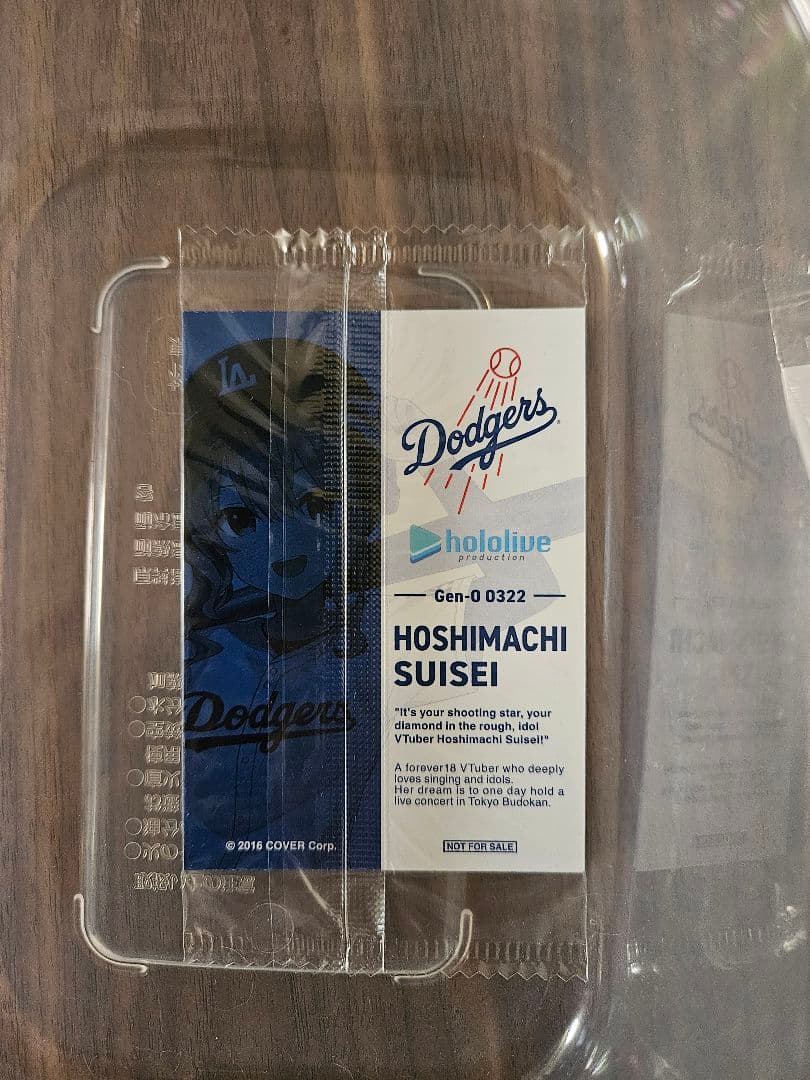 LA
Dodgers
© 2016 COVER Corp.
Dodgers
hololive
production
Gen-0 0322
HOSHIMACHI
SUISEI
"It's your shooting star, your
diamond in the rough, idol
VTuber Hoshimachi Suisei!"
A forever18 VTuber who deeply
loves singing and idols.
Her dream is to one day hold a
live concert in Tokyo Budokan.
NOT FOR SALE